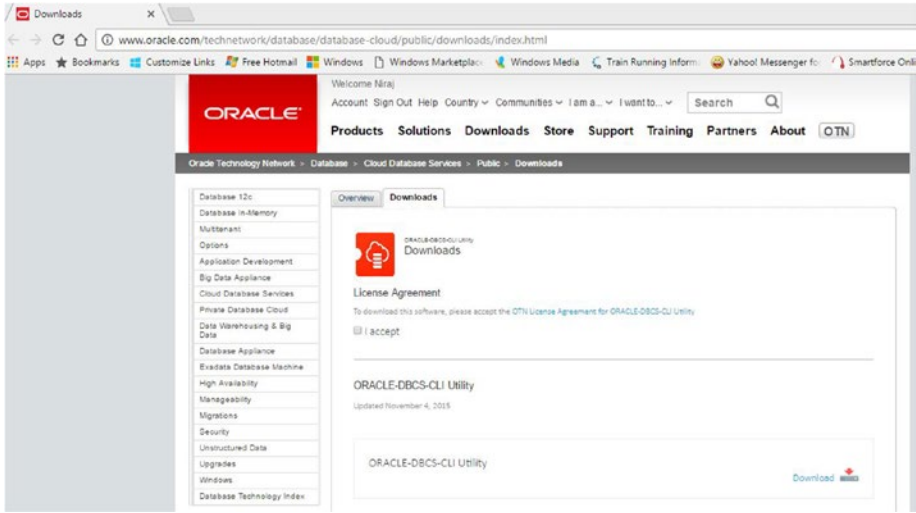 Downloads
www.oracle.com/technetwork/database/database-cloud/public/downloads/index.html
Apps Bookmarks Customize Links Free Hotmail Windows Windows Marketplac Windows Media Train Running Inform Yahoo! Messenger fo Smartforce Onli
Welcome Niraj
Account Sign Out Help Country Communities I am a... I want to... Search
ORACLE
Products Solutions Downloads Store Support Training Partners About OTN
Oracle Technology Network > Database > Cloud Database Services > Public > Downloads
Database 12c
Database In-Memory
Multitenant
Options
Application Development
Big Data Appliance
Cloud Database Services
Private Database Cloud
Data Warehousing & Big
Data
Database Appliance
Exadata Database Machine
High Availability
Manageability
Migrations
Security
Unstructured Data
Upgrades
Windows
Database Technology Index
Overview Downloads
ORACLE-DBCS-CLI Utility
Downloads
License Agreement
To download this software, please accept the OTN License Agreement for ORACLE-DBCS-CLI Utility
I accept
ORACLE-DBCS-CLI Utility
Updated November 4, 2015
ORACLE-DBCS-CLI Utility
Download